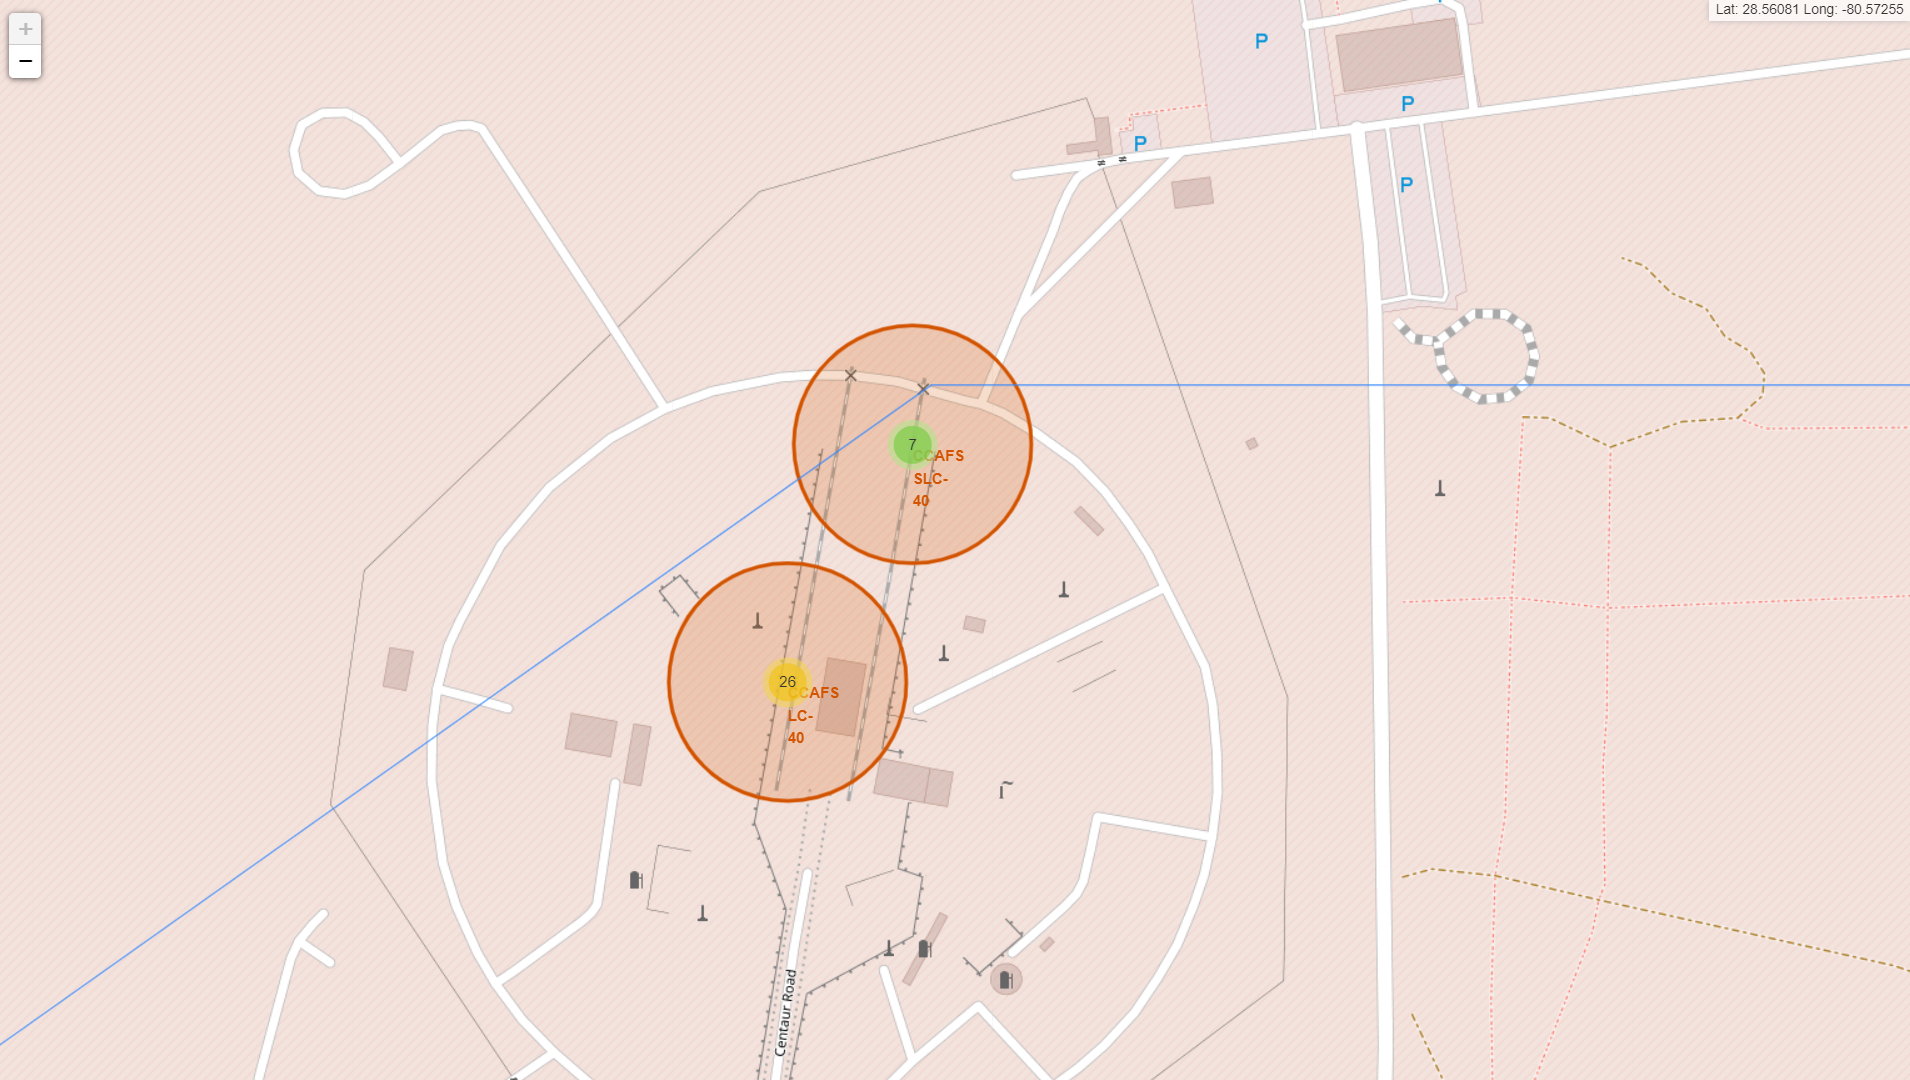 +
−
Lat: 28.56081 Long: -80.57255
P
P
P
P
7
CCAFS
SLC-
40
26
CCAFS
LC-
40
Centaur Road